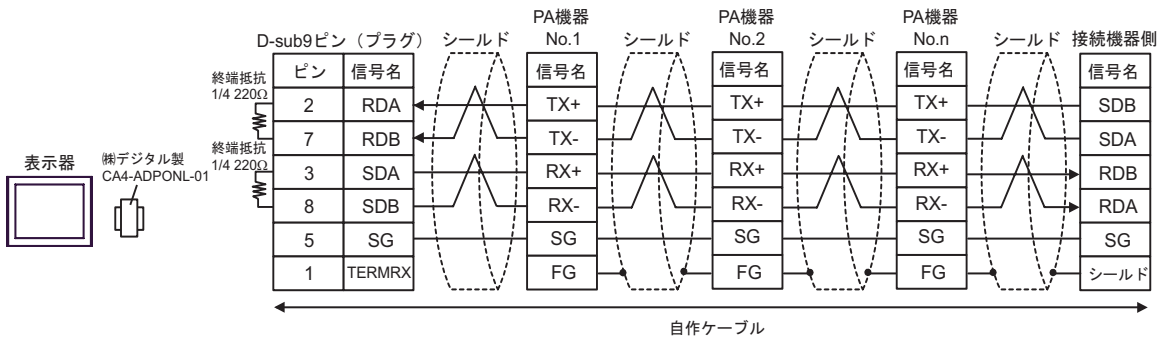 PA機器 No.1
PA機器 No.2
PA機器 No.n
D-sub9ピン（プラグ） シールド シールド シールド シールド 接続機器側
ピン 信号名 信号名 信号名 信号名 信号名
終端抵抗 1/4 220Ω
2 RDA TX+ TX+ TX+ SDB
7 RDB TX- TX- TX- SDA
終端抵抗 1/4 220Ω
3 SDA RX+ RX+ RX+ RDB
8 SDB RX- RX- RX- RDA
5 SG SG SG SG SG
1 TERMRX FG FG FG シールド
表示器
㈱デジタル製
CA4-ADPONL-01
自作ケーブル